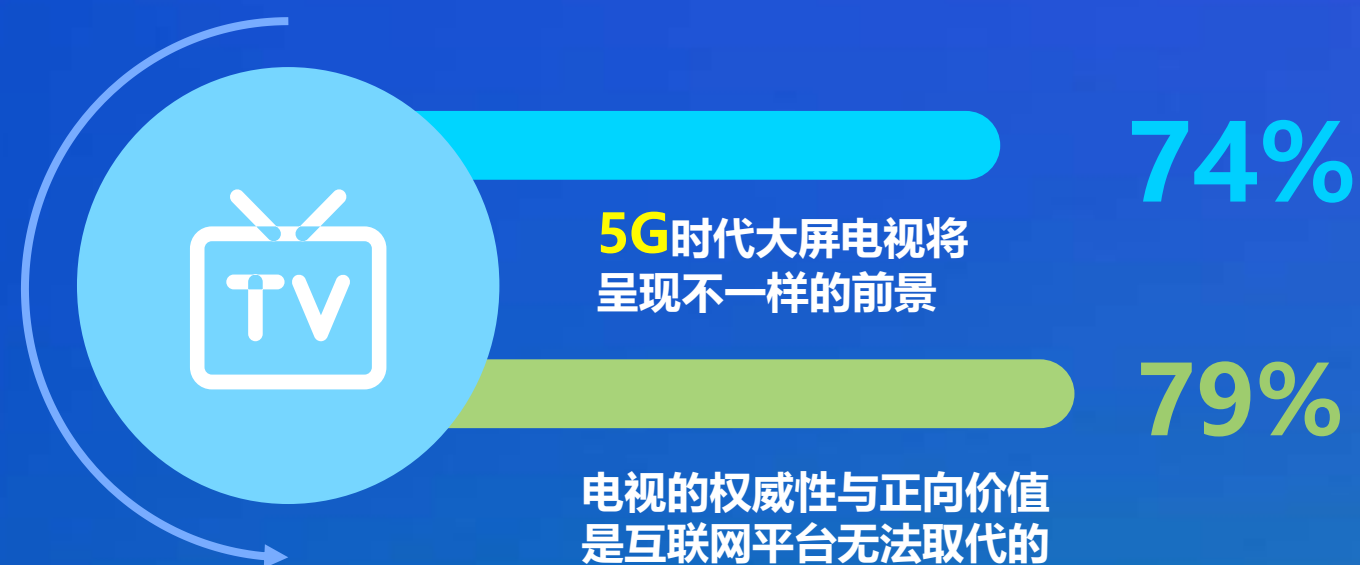 74%
5G时代大屏电视将
呈现不一样的前景
TV
79%
电视的权威性与正向价值
是互联网平台无法取代的